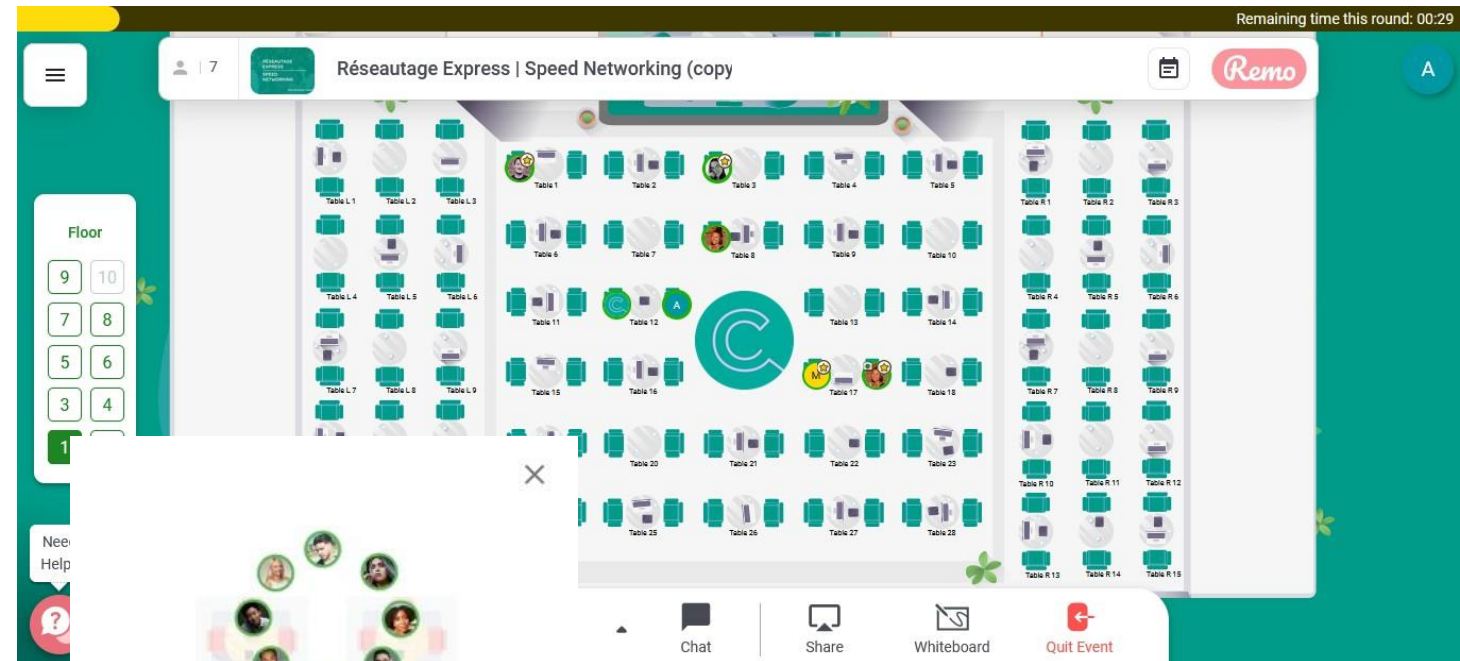 Remaining time this round: 00:29
7
RÉSEAUTAGE
EXPRESS
SPEED
NETWORKING
Réseautage Express | Speed Networking (copy
Remo
A
Floor
9 10
7 8
5 6
3 4
1
Table 1 Table 2 Table 3 Table 4 Table 5
Table L 1 Table L 2 Table L 3
Table R 1 Table R 2 Table R 3
Table 6 Table 7 Table 8 Table 9 Table 10
Table L 4 Table L 5 Table L 6
Table R 4 Table R 5 Table R 6
C A
Table 11 Table 12 Table 13 Table 14
C
M
Table L 7 Table L 8 Table L 9
Table 15 Table 16 Table 17 Table 18
Table R 7 Table R 8 Table R 9
Table 20 Table 21 Table 22 Table 23
Table R 10 Table R 11 Table R 12
Table 25 Table 26 Table 27 Table 28
Table R 13 Table R 14 Table R 15
Help
?
Chat
Share
Whiteboard
Quit Event